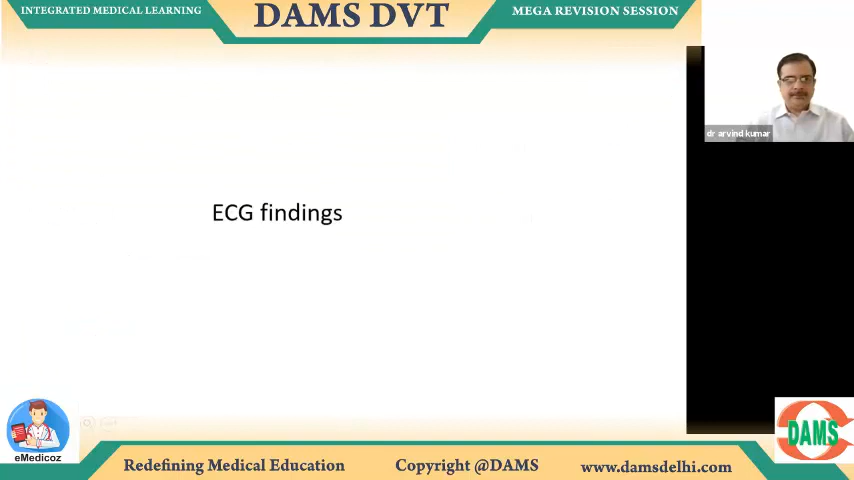 INTEGRATED MEDICAL LEARNING
DAMS DVT
MEGA REVISION SESSION
dr arvind kumar
ECG findings
eMedicoz
DAMS
Redefining Medical Education
Copyright @DAMS
www.damsdelhi.com